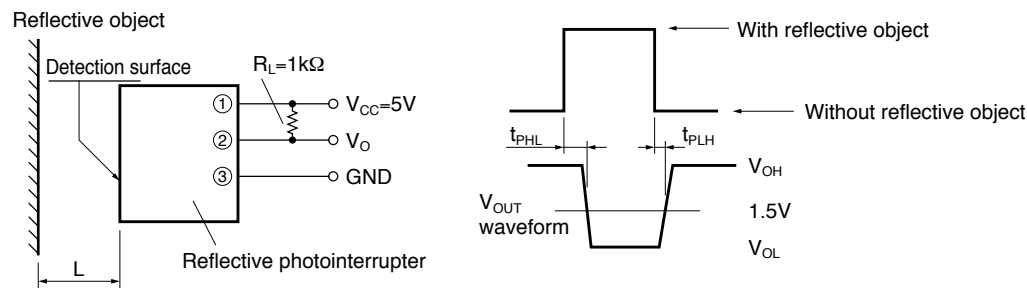 Reflective object
Detection surface
R_L=1kΩ
① V_CC=5V
② V_O
③ GND
Reflective photointerrupter
L
With reflective object
Without reflective object
t_PHL
t_PLH
V_OH
V_OUT
waveform
1.5V
V_OL